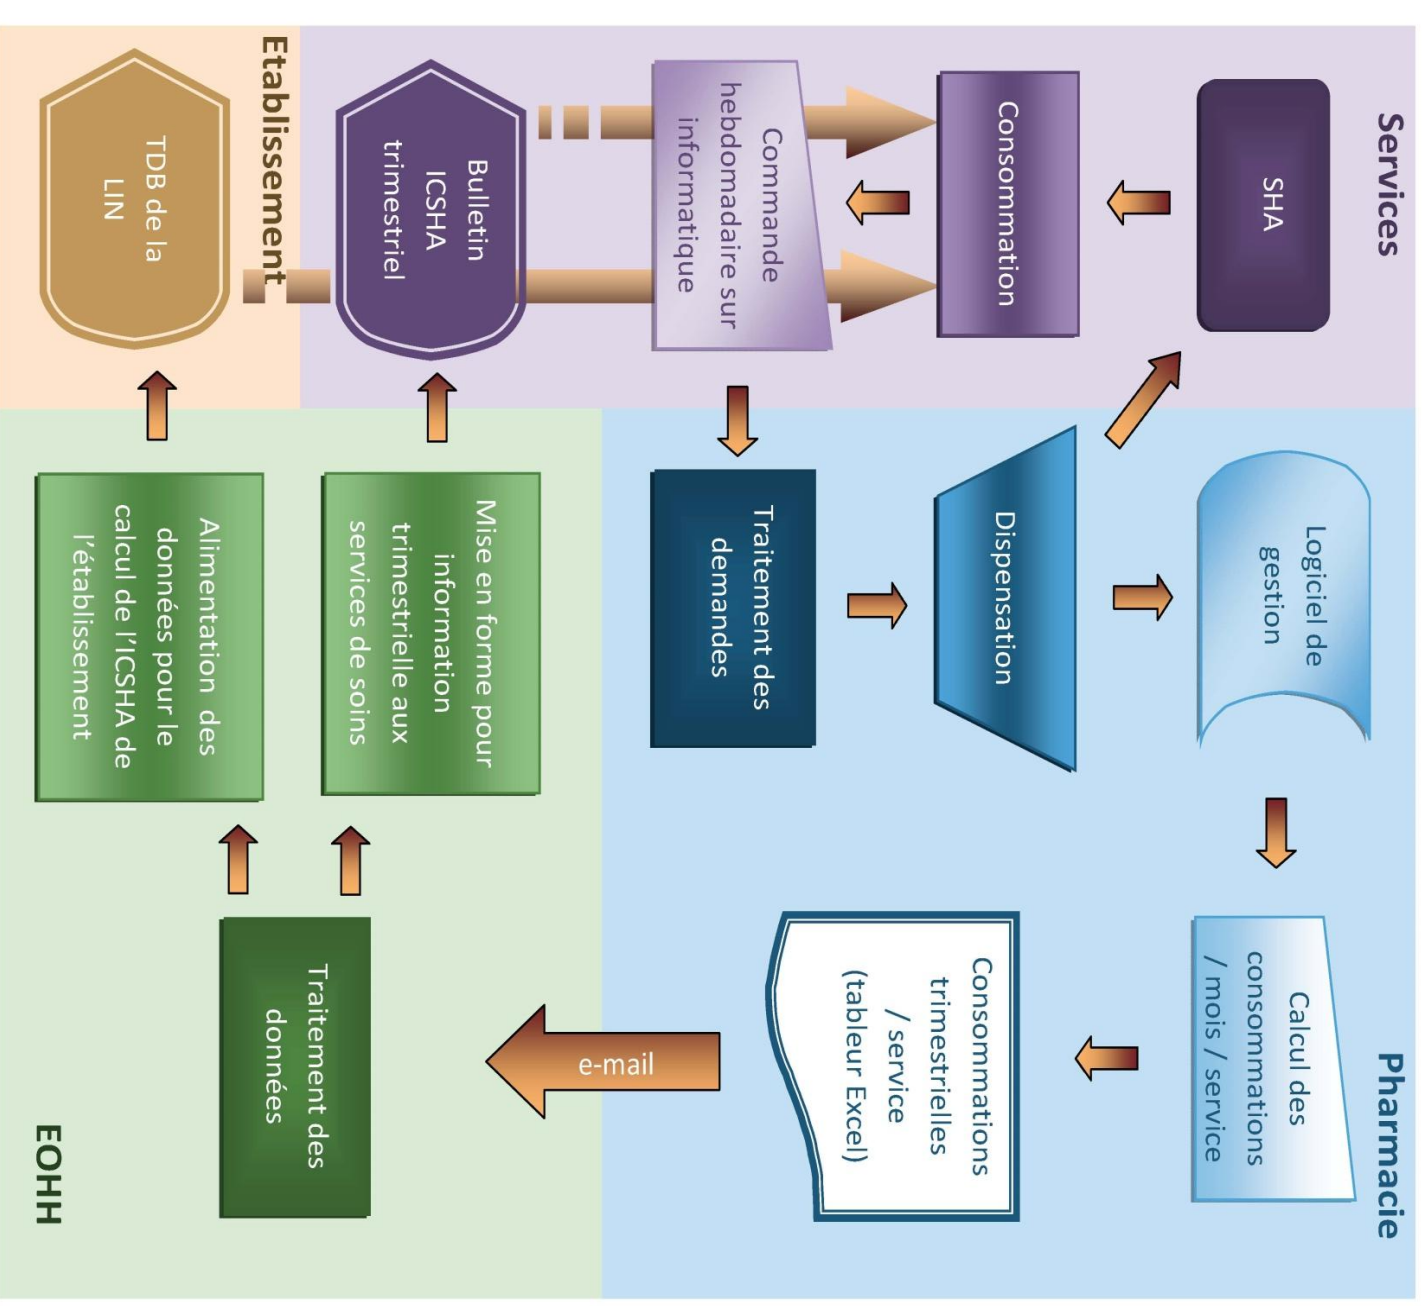 Services
SHA
Consommation
Commande
hebdomadaire sur
informatique
Bulletin
ICSHA
trimestriel
Etablissement
TDB de la
LIN
Pharmacie
Logiciel de
gestion
Dispensation
Traitement des
demandes
Calcul des
consommations
/ mois / service
Consommations
trimestrielles
/ service
(tableur Excel)
e-mail
Mise en forme pour
information
trimestrielle aux
services de soins
Alimentation des
données pour le
calcul de l'ICSHA de
l'établissement
Traitement des
données
EOHH